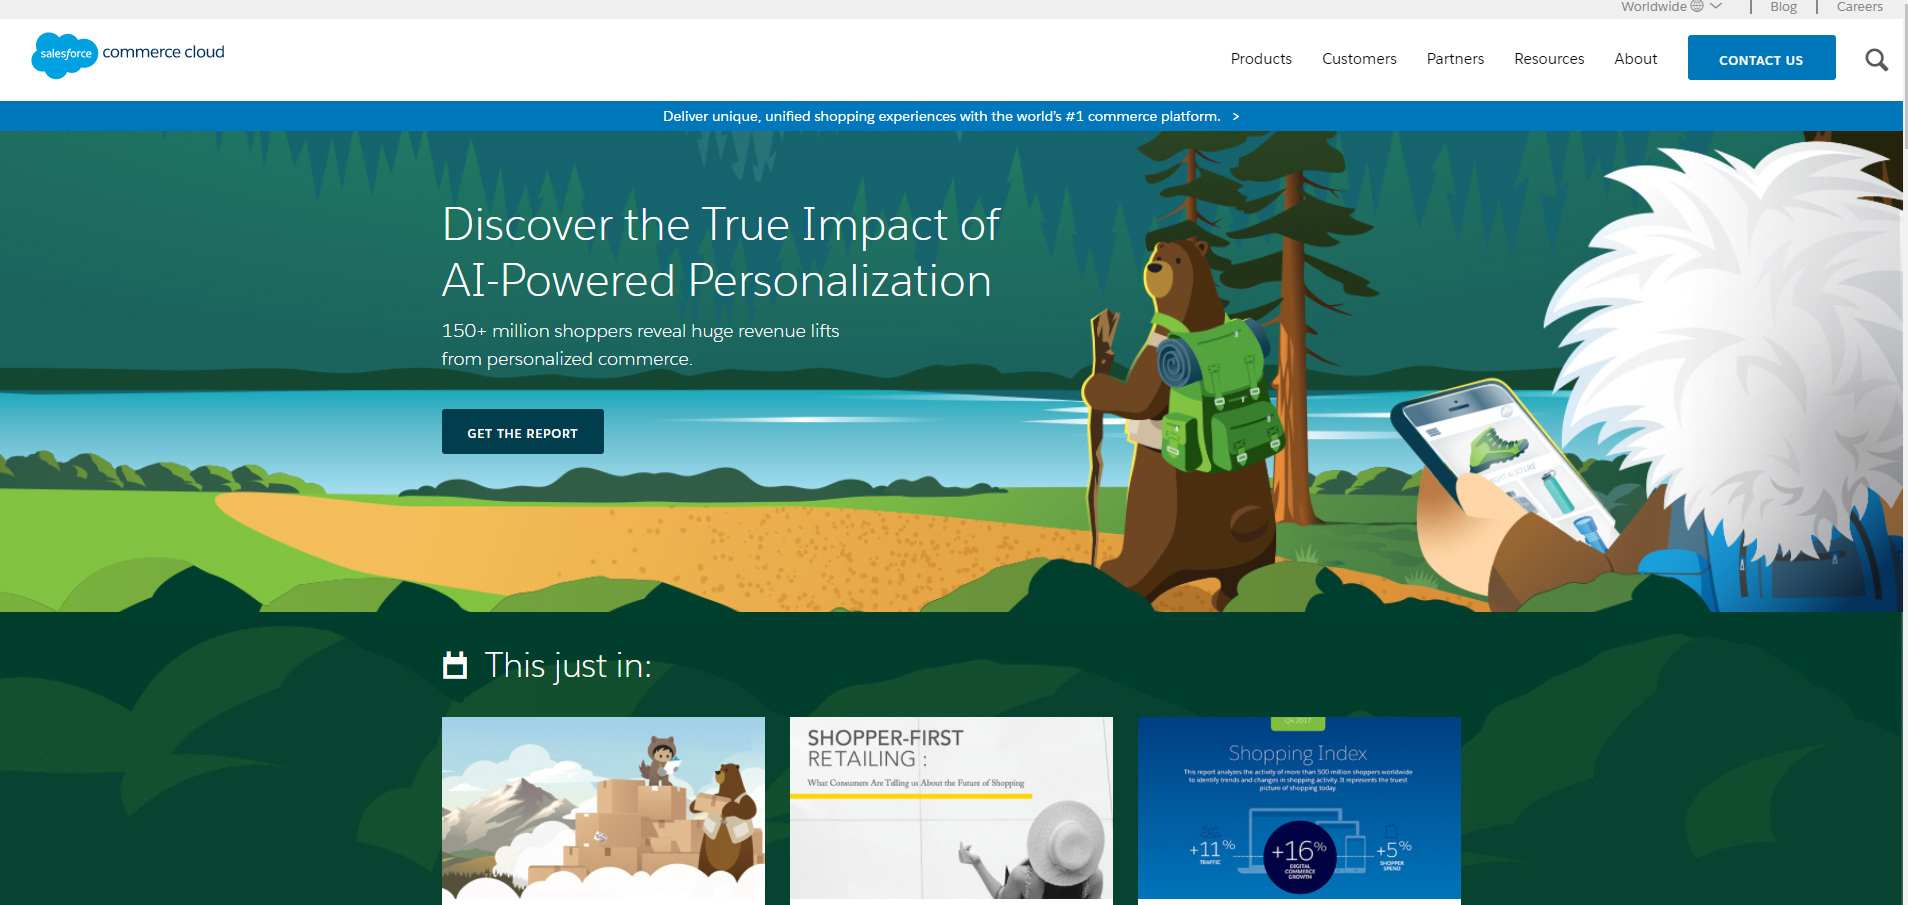 Worldwide
Blog
Careers
salesforce
commerce cloud
Products
Customers
Partners
Resources
About
CONTACT US
Deliver unique, unified shopping experiences with the world's #1 commerce platform. >
Discover the True Impact of
AI-Powered Personalization
150+ million shoppers reveal huge revenue lifts
from personalized commerce.
GET THE REPORT
ALSO LIKE
This just in:
SHOPPER-FIRST
RETAILING :
What Consumers Are Telling us About the Future of Shopping
Q4 2017
Shopping Index
This report analyzes the activity of more than 500 million shoppers worldwide
to identify trends and changes in shopping activity. It represents the truest
picture of shopping today.
+11%
TRAFFIC
+16%
DIGITAL
COMMERCE
GROWTH
+5%
SHOPPER
SPEND